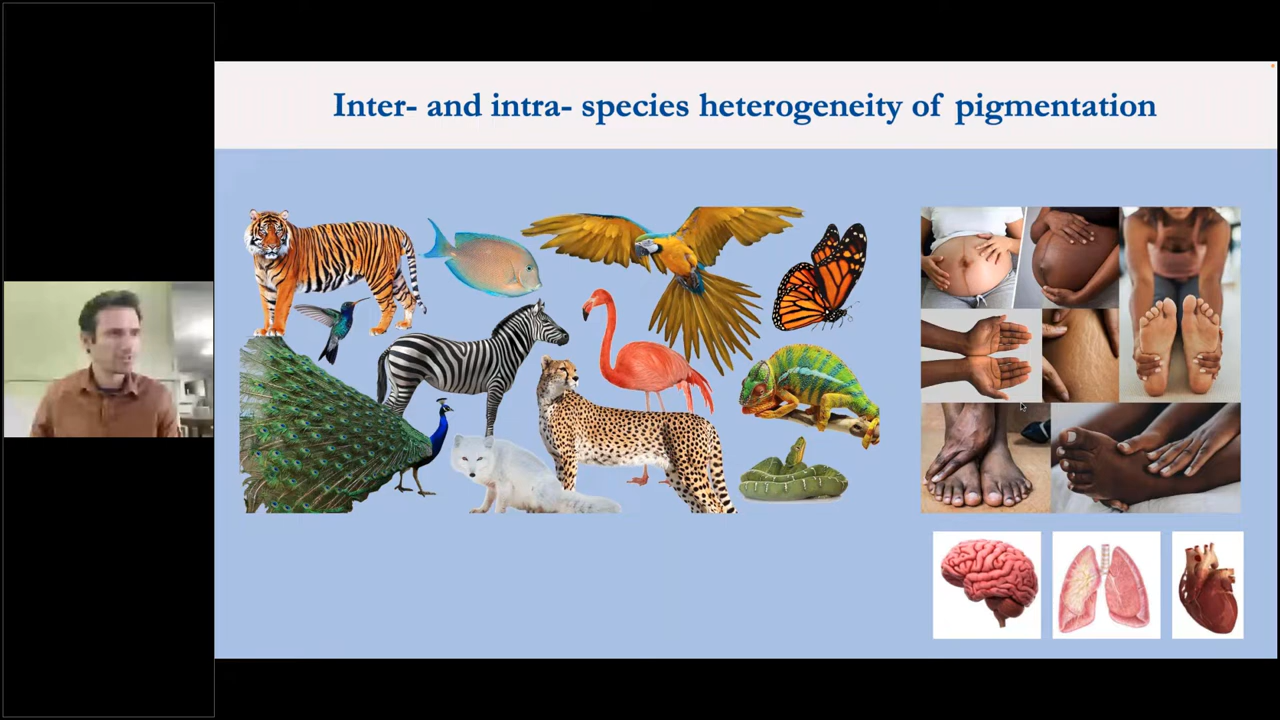 Inter- and intra- species heterogeneity of pigmentation